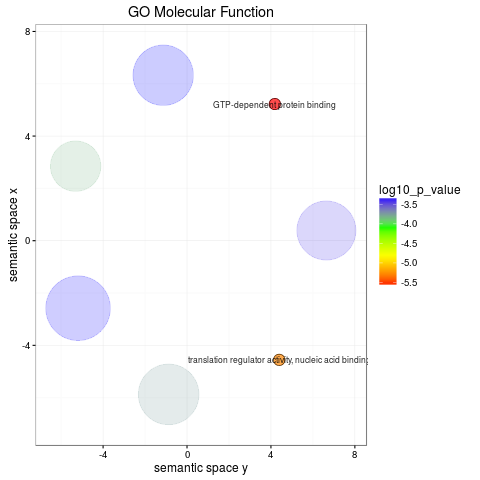 GO Molecular Function
8
4
0
-4
semantic space x
GTP-dependent protein binding
translation regulator activity, nucleic acid binding
-4
0
4
8
semantic space y
log10_p_value
-3.5
-4.0
-4.5
-5.0
-5.5